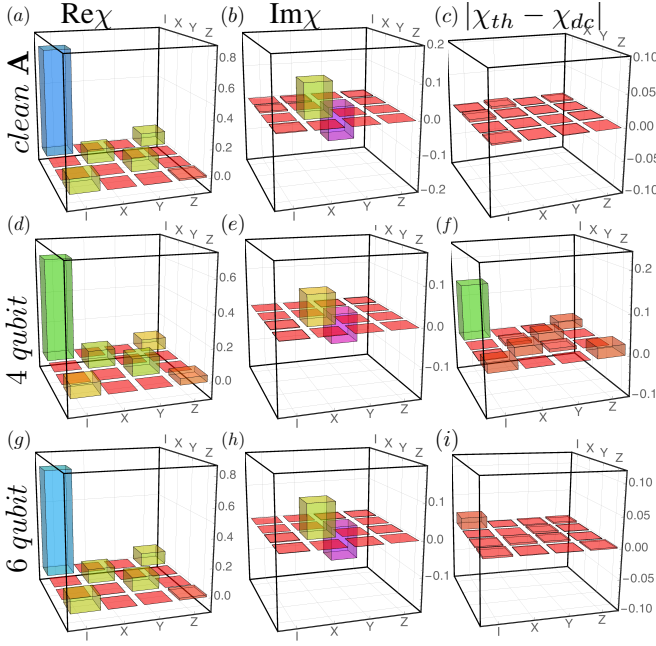 Reχ Imχ |χ_{th} − χ_{dc}|
(a) I X Y Z (b) I X Y Z (c) X Y Z
clean A
0.8 0.6 0.4 0.2 0.0
0.2 0.1 0.0 −0.1 −0.2
0.10 0.05 0.00 −0.05 −0.10
I X Y Z I X Y Z I X Y Z
(d) I X Y Z (e) I X Y Z (f) I X Y Z
4 qubit
0.6 0.4 0.2 0.0
0.1 0.0 −0.1
0.2 0.1 0.0 −0.1
I X Y Z I X Y Z I X Y Z
(g) I X Y Z (h) I X Y Z (i) I X Y Z
6 qubit
0.8 0.6 0.4 0.2 0.0
0.1 0.0 −0.1
0.10 0.05 0.00 −0.05 −0.10
I X Y Z I X Y Z I X Y Z